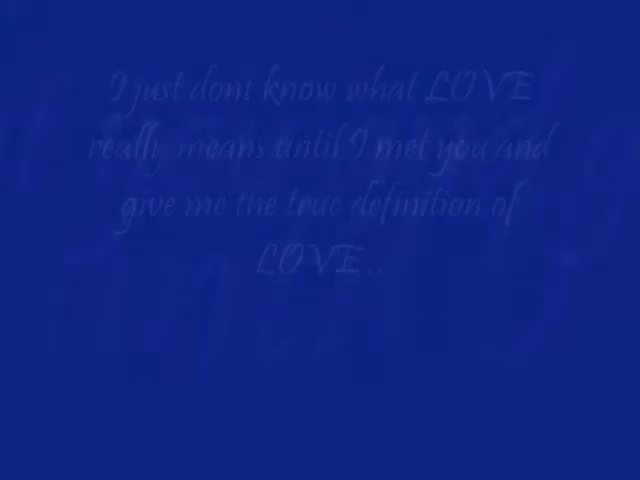 I just dont know what LOVE
really means until I met you and
give me the true definition of
LOVE..